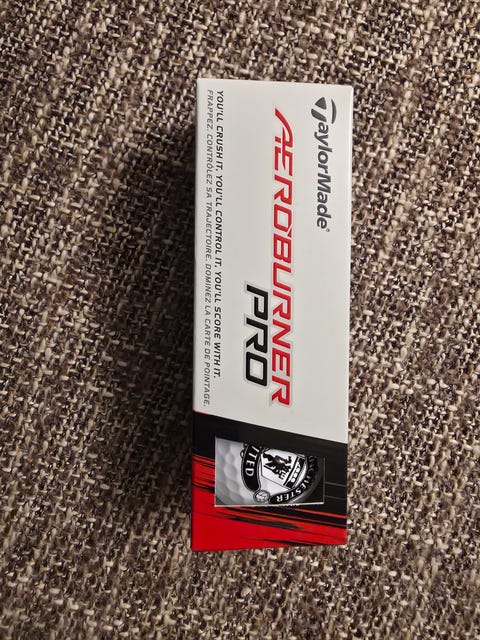 TaylorMade®
AEROBURNER
PRO
YOU'LL CRUSH IT. YOU'LL CONTROL IT. YOU'LL SCORE WITH IT.
FRAPPEZ. CONTRÔLEZ SA TRAJECTOIRE. DOMINEZ LA CARTE DE POINTAGE.